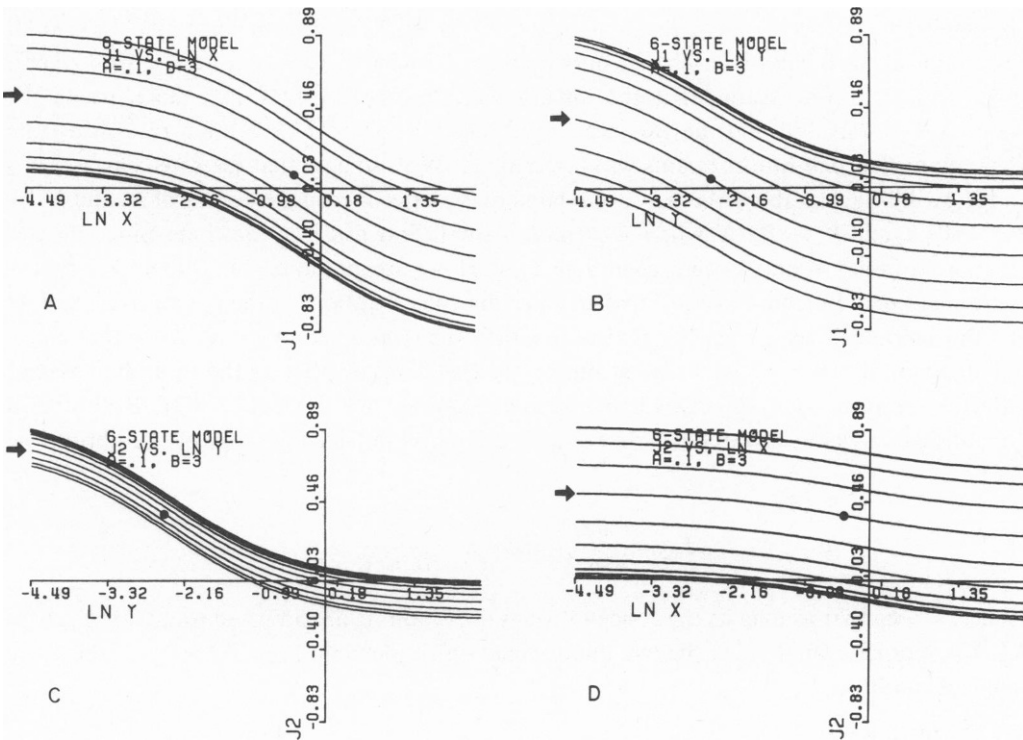 6-STATE MØDEL
J1 VS. LN X
A=.1, B=3
0.89
0.46
0.03
-4.49
-2.16
-0.99
0.18
1.35
LN X
-0.40
-0.83
J1
A
6-STATE MØDEL
J1 VS. LN Y
A=.1, B=3
0.89
0.46
0.03
-4.49
-3.32
-2.16
-0.99
0.18
1.35
LN Y
-0.40
-0.83
J1
B
6-STATE MØDEL
J2 VS. LN Y
A=.1, B=3
0.89
0.46
0.03
-4.49
-3.32
-2.16
-0.99
0.18
1.35
LN Y
-0.40
-0.83
J2
C
6-STATE MØDEL
J2 VS. LN X
A=.1, B=3
0.89
0.46
0.03
-4.49
-3.32
-2.16
-0.99
0.18
1.35
LN X
-0.40
-0.83
J2
D